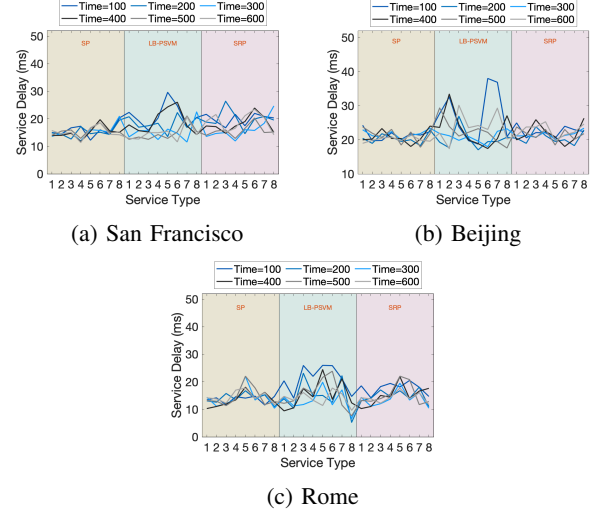 Time=100 Time=200 Time=300
Time=400 Time=500 Time=600
SP LB-PSVM SRP
50
40
30
20
10
0
Service Delay (ms)
1 2 3 4 5 6 7 8 1 2 3 4 5 6 7 8 1 2 3 4 5 6 7 8
Service Type
(a) San Francisco
Time=100 Time=200 Time=300
Time=400 Time=500 Time=600
SP LB-PSVM SRP
50
40
30
20
10
Service Delay (ms)
1 2 3 4 5 6 7 8 1 2 3 4 5 6 7 8 1 2 3 4 5 6 7 8
Service Type
(b) Beijing
Time=100 Time=200 Time=300
Time=400 Time=500 Time=600
SP LB-PSVM SRP
50
40
30
20
10
0
Service Delay (ms)
1 2 3 4 5 6 7 8 1 2 3 4 5 6 7 8 1 2 3 4 5 6 7 8
Service Type
(c) Rome